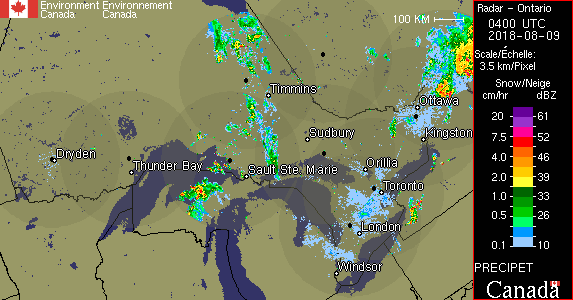 Environment Environnement
Canada Canada
100 KM
Timmins
Ottawa
Sudbury
Kingston
Dryden
Thunder Bay
Orillia
Sault Ste. Marie
Toronto
London
Windsor
Radar - Ontario
0400 UTC
2018-08-09
Scale/Échelle:
3.5 km/Pixel
Snow/Neige
cm/hr dBZ
20 61
7.5 52
4.0 46
2.0 39
1.0 33
0.5 26
0.1 10
PRECIPET
Canada